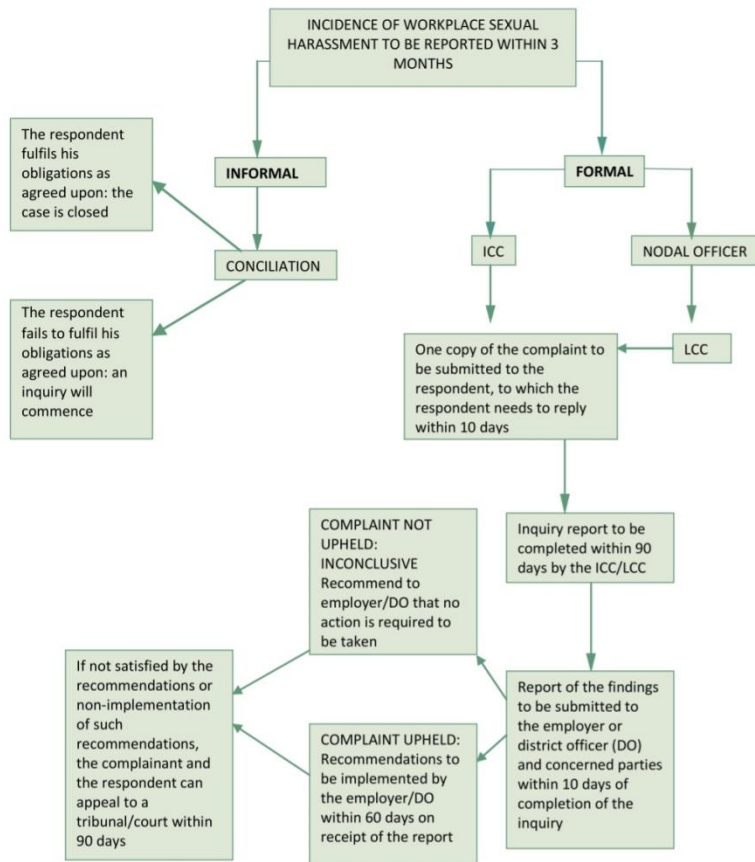 INCIDENCE OF WORKPLACE SEXUAL
HARASSMENT TO BE REPORTED WITHIN 3
MONTHS
The respondent
fulfils his
obligations as
agreed upon: the
case is closed
INFORMAL
FORMAL
CONCILIATION
ICC
NODAL OFFICER
The respondent
fails to fulfil his
obligations as
agreed upon: an
inquiry will
commence
One copy of the complaint to
be submitted to the
respondent, to which the
respondent needs to reply
within 10 days
LCC
Inquiry report to be
completed within 90
days by the ICC/LCC
COMPLAINT NOT
UPHELD:
INCONCLUSIVE
Recommend to
employer/DO that no
action is required to
be taken
Report of the findings
to be submitted to
the employer or
district officer (DO)
and concerned parties
within 10 days of
completion of the
inquiry
COMPLAINT UPHELD:
Recommendations to
be implemented by
the employer/DO
within 60 days on
receipt of the report
If not satisfied by the
recommendations or
non-implementation
of such
recommendations,
the complainant and
the respondent can
appeal to a
tribunal/court within
90 days